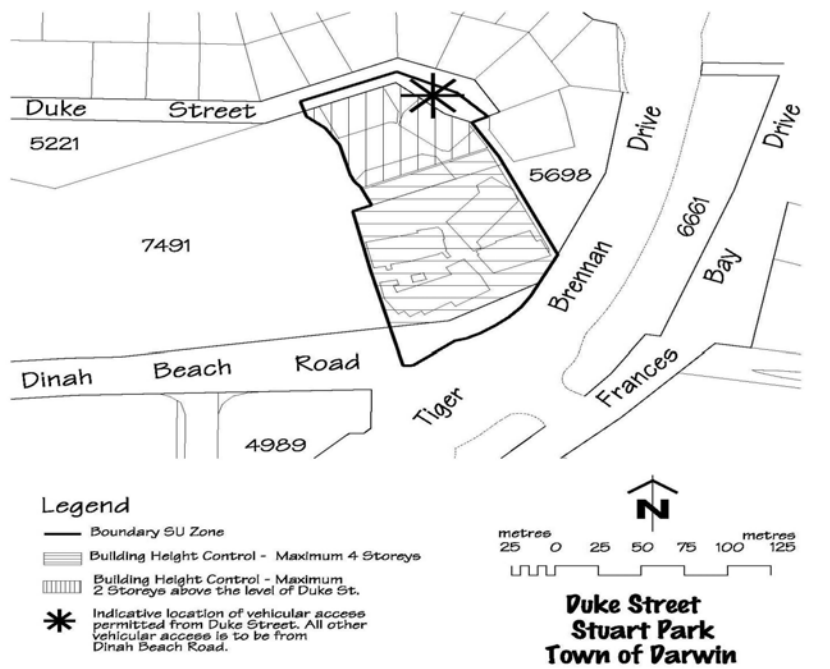 Duke Street
5221
Drive
Drive
5698
6661
7491
Brennan
Bay
Dinah Beach Road
Frances
Tiger
4989
Legend
Boundary SU Zone
Building Height Control - Maximum 4 Storeys
Building Height Control - Maximum
2 Storeys above the level of Duke St.
Indicative location of vehicular access
permitted from Duke Street. All other
vehicular access is to be from
Dinah Beach Road.
N
metres metres
25 0 25 50 75 100 125
Duke Street
Stuart Park
Town of Darwin